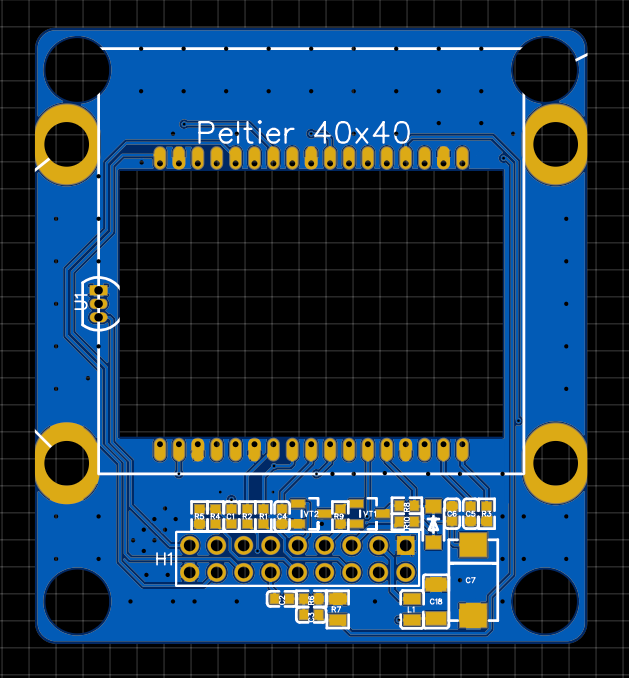 Peltier 40x40
U1
R5 R4 C1 R2 R1 C4 VT2 R9 VT1 R10 R8 C6 C5 R3
H1
C2 R6 R7 L1 C18 C7